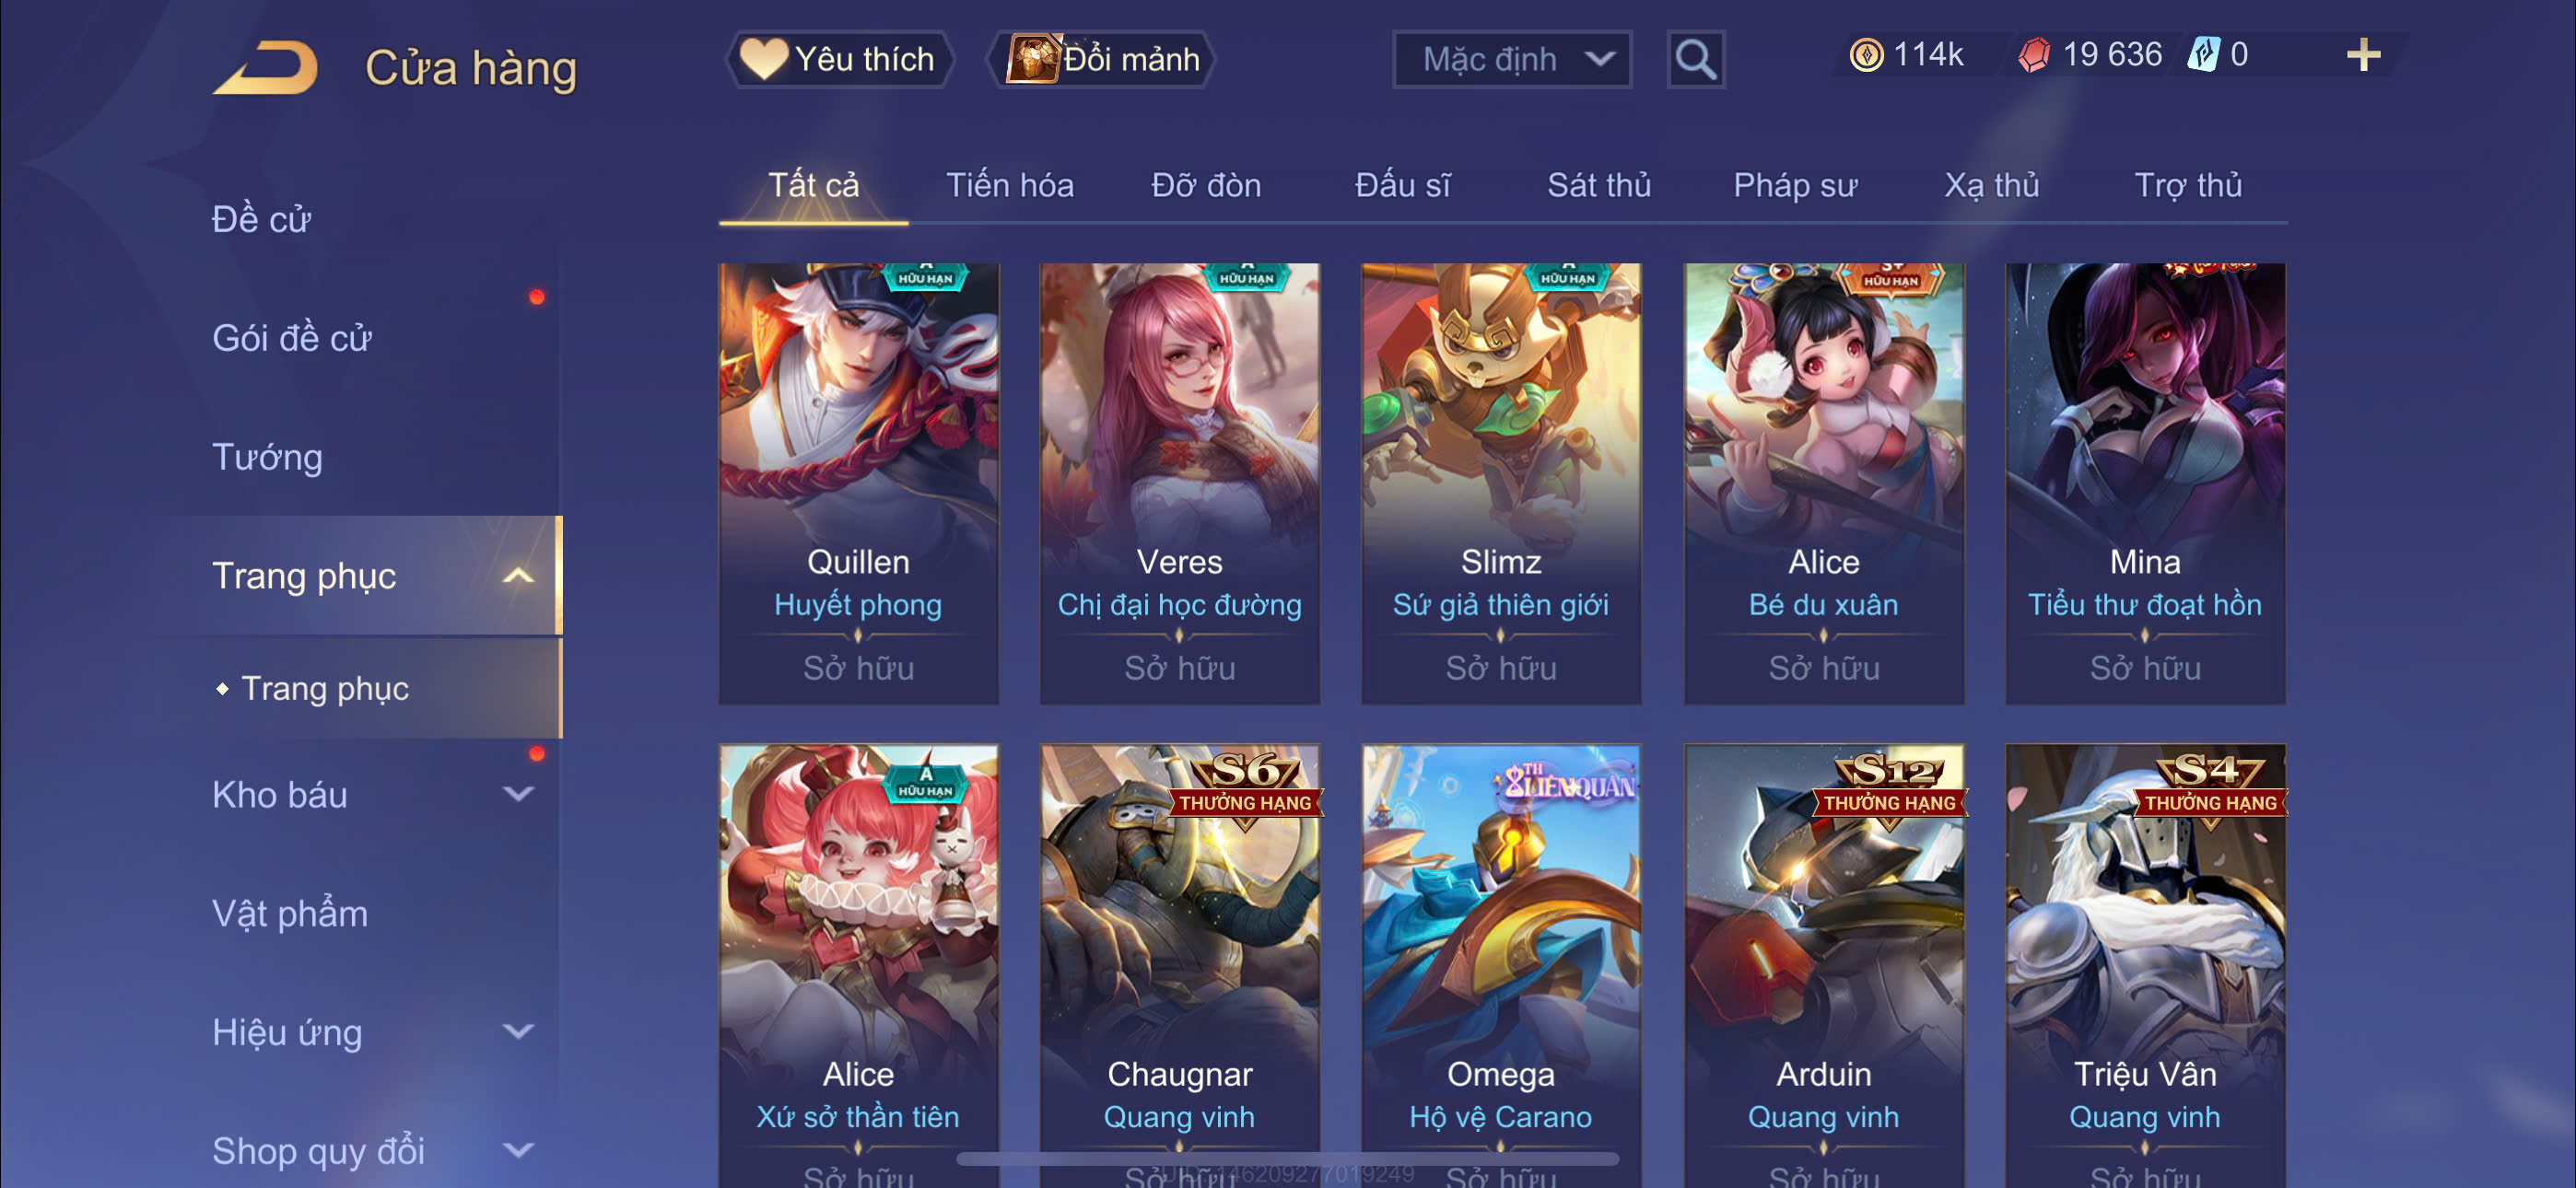 Cửa hàng
Yêu thích
Đổi mảnh
Mặc định
114k
19 636
0
Tất cả
Tiến hóa
Đỡ đòn
Đấu sĩ
Sát thủ
Pháp sư
Xạ thủ
Trợ thủ
Đề cử
Gói đề cử
Tướng
Trang phục
Trang phục
Kho báu
Vật phẩm
Hiệu ứng
Shop quy đổi
A
HỮU HẠN
Quillen
Huyết phong
Sở hữu
A
HỮU HẠN
Veres
Chị đại học đường
Sở hữu
A
HỮU HẠN
Slimz
Sứ giả thiên giới
Sở hữu
S+
HỮU HẠN
Alice
Bé du xuân
Sở hữu
Mina
Tiểu thư đoạt hồn
Sở hữu
A
HỮU HẠN
Alice
Xứ sở thần tiên
Sở hữu
S6
THƯỞNG HẠNG
Chaugnar
Quang vinh
Sở hữu
8TH LIÊN QUÂN
Omega
Hộ vệ Carano
Sở hữu
S12
THƯỞNG HẠNG
Arduin
Quang vinh
Sở hữu
S4
THƯỞNG HẠNG
Triệu Vân
Quang vinh
Sở hữu